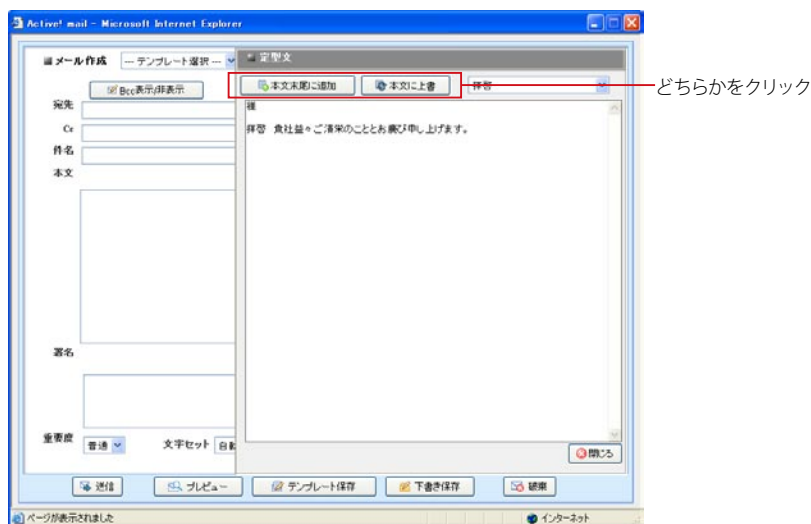 Active! mail - Microsoft Internet Explorer
メール作成 --- テンプレート選択 ---
定型文
Bcc表示/非表示
本文末尾に追加 本文に上書 拝啓
どちらかをクリック
宛先
様
Cc
拝啓 貴社益々ご清栄のこととお慶び申し上げます。
件名
本文
署名
重要度 普通 文字セット 自動
閉じる
送信 プレビュー テンプレート保存 下書き保存 破棄
ページが表示されました インターネット